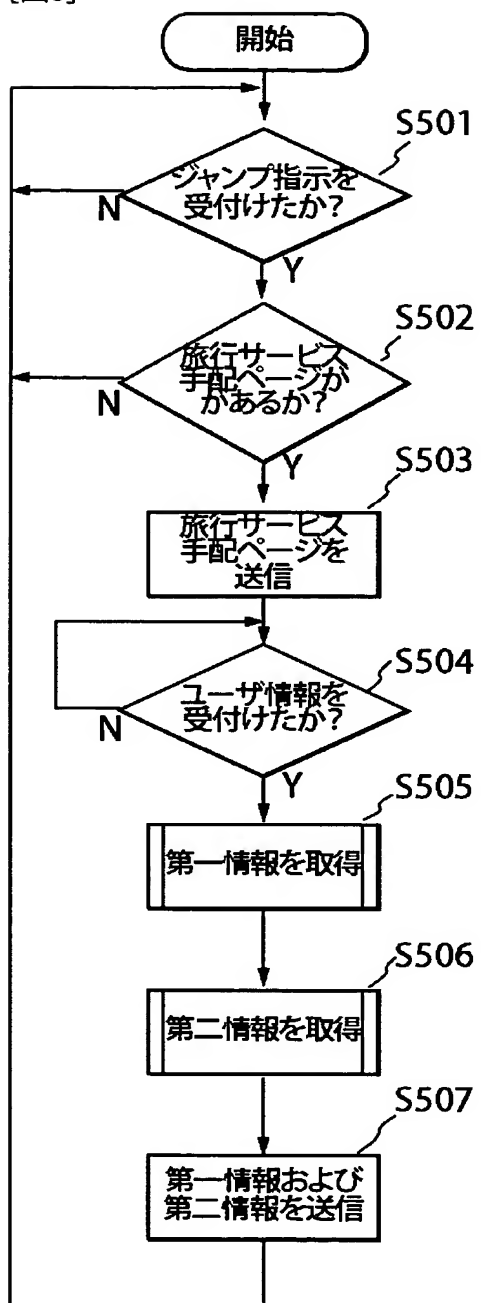 開始
S501
ジャンプ指示を
受付けたか?
N
Y
S502
旅行サービス
手配ページが
があるか?
N
Y
S503
旅行サービス
手配ページを
送信
S504
ユーザ情報を
受付けたか?
N
Y
S505
第一情報を取得
S506
第二情報を取得
S507
第一情報および
第二情報を送信